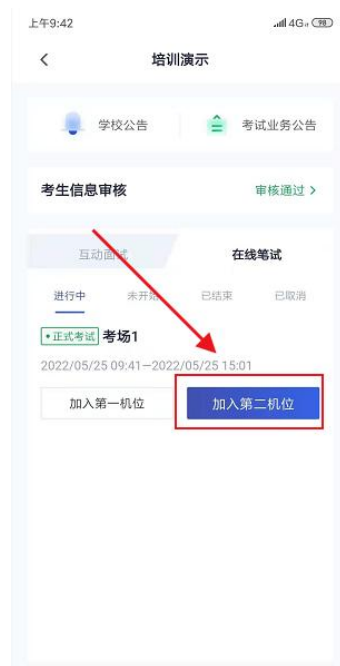 上午9:42
4G 98
培训演示
学校公告
考试业务公告
考生信息审核
审核通过
互动面试
在线笔试
进行中
未开始
已结束
已取消
正式考试 考场1
2022/05/25 09:41—2022/05/25 15:01
加入第一机位
加入第二机位